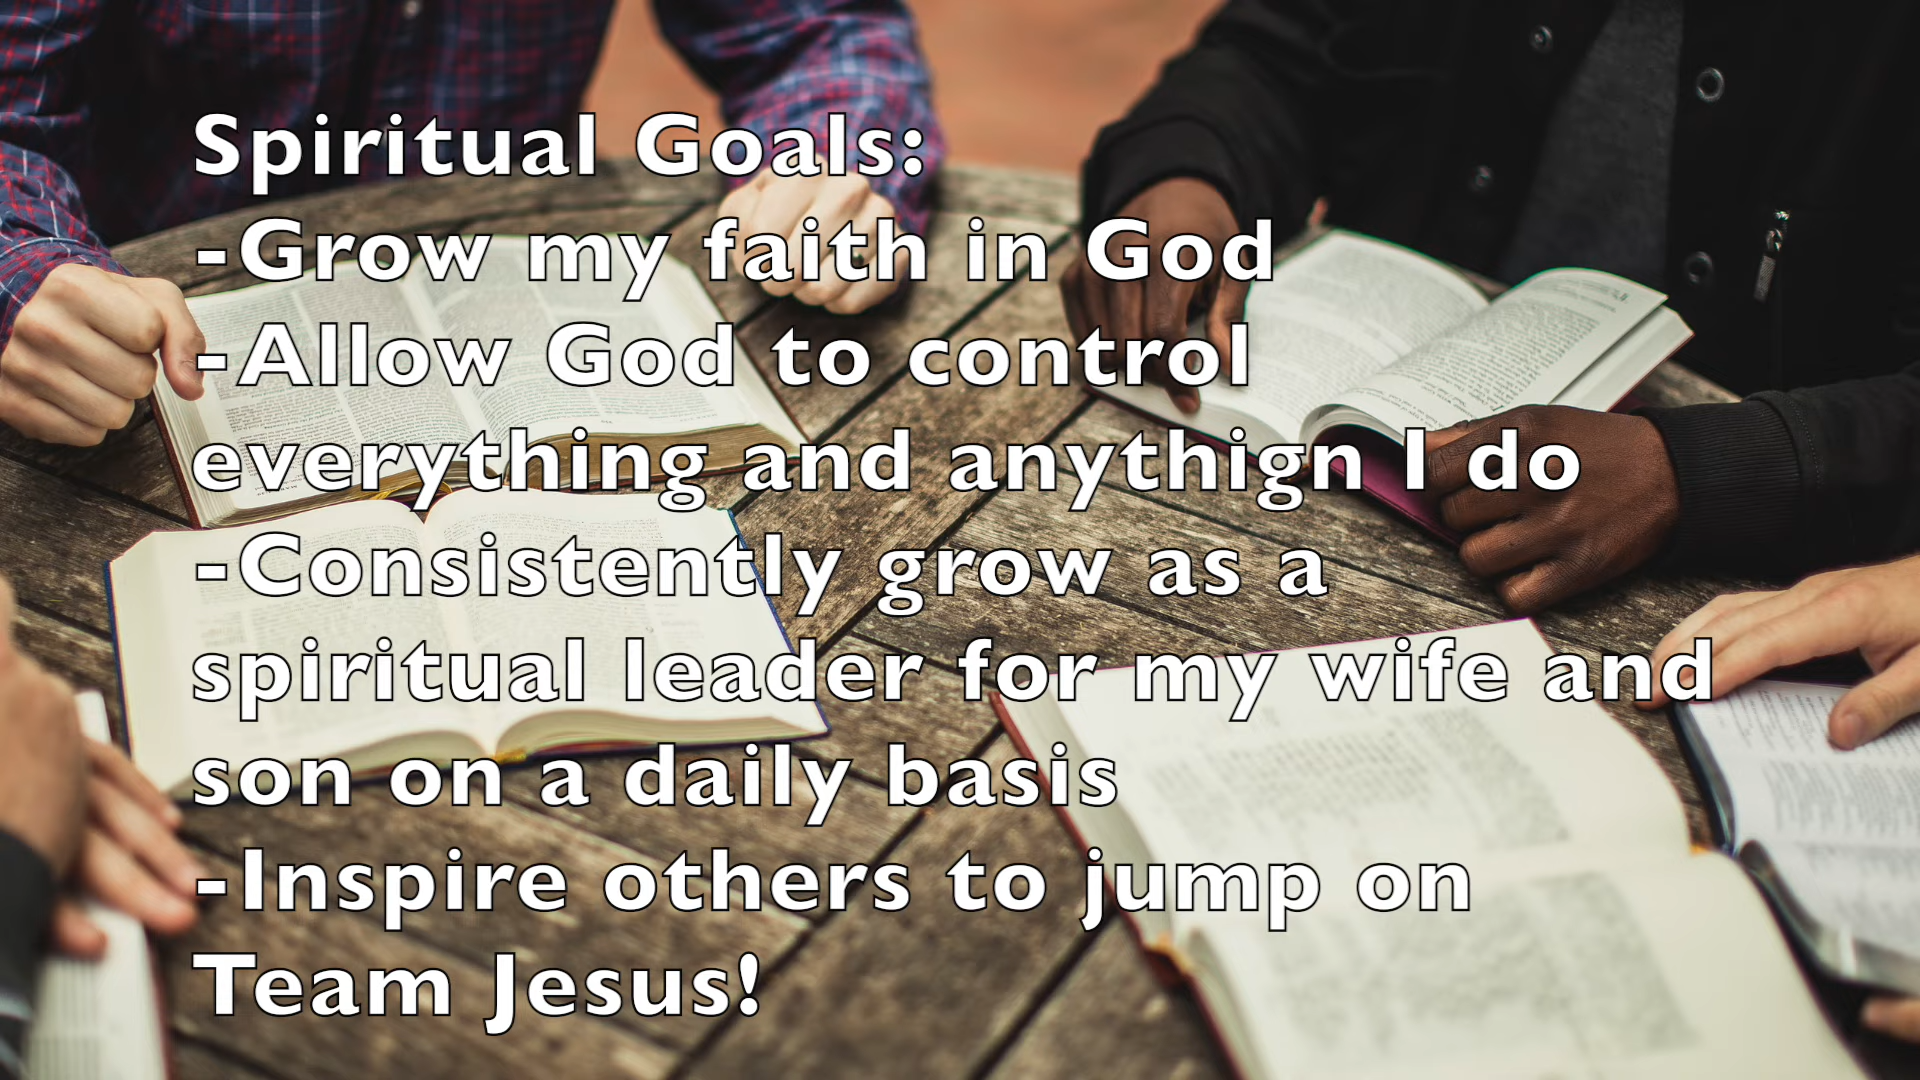 Spiritual Goals:
-Grow my faith in God
-Allow God to control
everything and anythign I do
-Consistently grow as a
spiritual leader for my wife and
son on a daily basis
-Inspire others to jump on
Team Jesus!